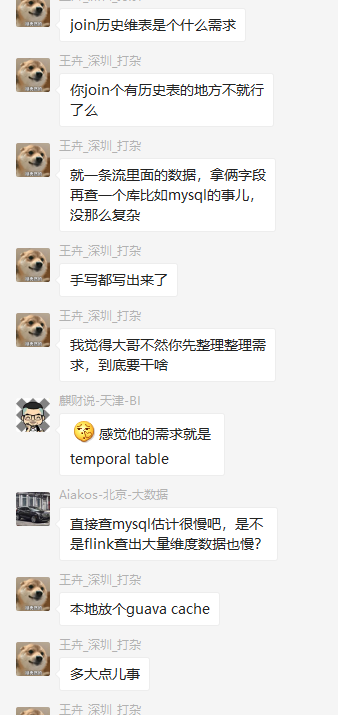 join历史维表是个什么需求
王卉_深圳_打杂
你join个有历史表的地方不就行
了么
王卉_深圳_打杂
就一条流里面的数据，拿俩字段
再查一个库比如mysql的事儿，
没那么复杂
王卉_深圳_打杂
手写都写出来了
王卉_深圳_打杂
我觉得大哥不然你先整理整理需
求，到底要干啥
麒财说-天津-BI
感觉他的需求就是
temporal table
Aiakos-北京-大数据
直接查mysql估计很慢吧，是不
是flink查出大量维度数据也慢？
王卉_深圳_打杂
本地放个guava cache
王卉_深圳_打杂
多大点儿事
王卉_深圳_打杂